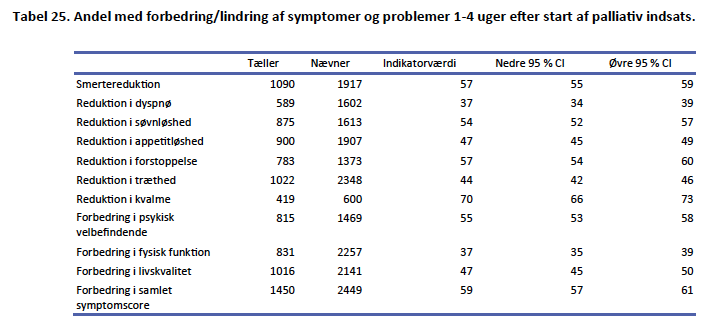 Tabel 25. Andel med forbedring/lindring af symptomer og problemer 1-4 uger efter start af palliativ indsats.
Tæller Nævner Indikatorværdi Nedre 95 % CI Øvre 95 % CI
Smertereduktion 1090 1917 57 55 59
Reduktion i dyspnø 589 1602 37 34 39
Reduktion i søvnløshed 875 1613 54 52 57
Reduktion i appetitløshed 900 1907 47 45 49
Reduktion i forstoppelse 783 1373 57 54 60
Reduktion i træthed 1022 2348 44 42 46
Reduktion i kvalme 419 600 70 66 73
Forbedring i psykisk 815 1469 55 53 58
velbefindende
Forbedring i fysisk funktion 831 2257 37 35 39
Forbedring i livskvalitet 1016 2141 47 45 50
Forbedring i samlet 1450 2449 59 57 61
symptomscore